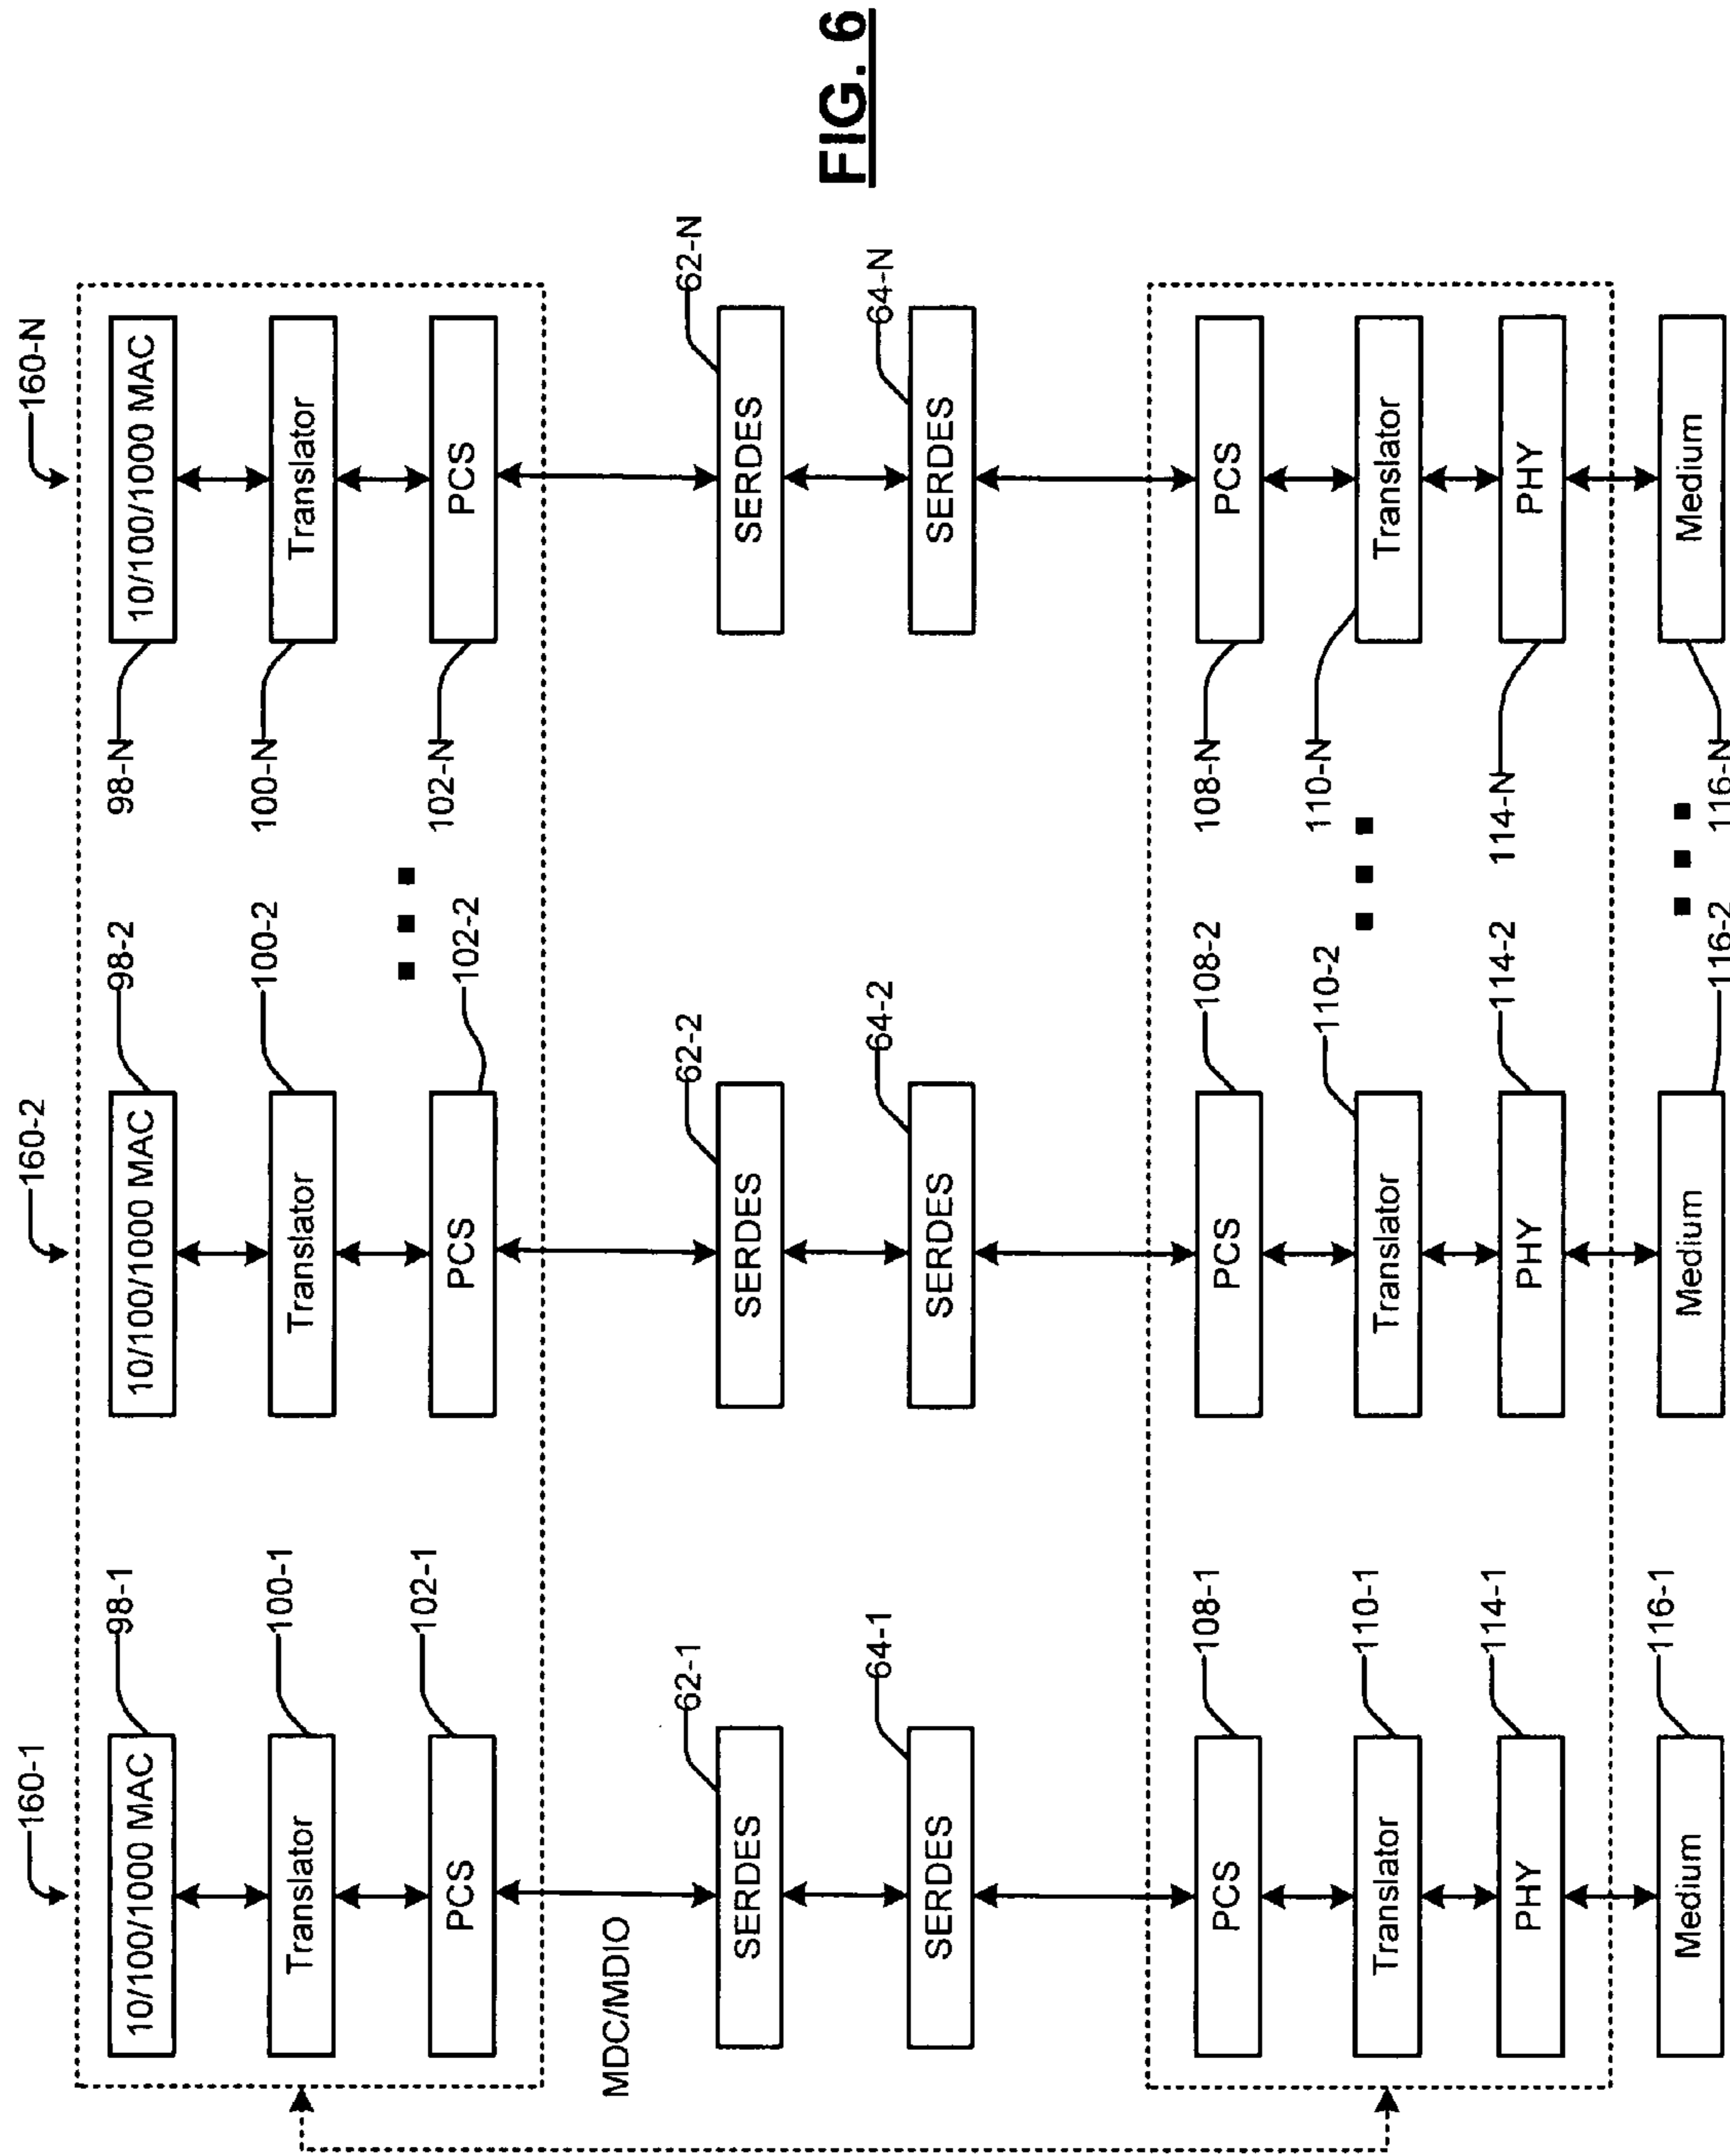 160-1
160-2
160-N
10/100/1000 MAC
98-1
10/100/1000 MAC
98-2
98-N
10/100/1000 MAC
Translator
100-1
Translator
100-2
100-N
Translator
PCS
102-1
PCS
102-2
102-N
PCS
MDC/MDIO
SERDES
62-1
SERDES
62-2
SERDES
62-N
SERDES
64-1
SERDES
64-2
SERDES
64-N
PCS
108-1
PCS
108-2
108-N
PCS
Translator
110-1
Translator
110-2
110-N
Translator
PHY
114-1
PHY
114-2
114-N
PHY
Medium
116-1
Medium
116-2
116-N
Medium
FIG. 6